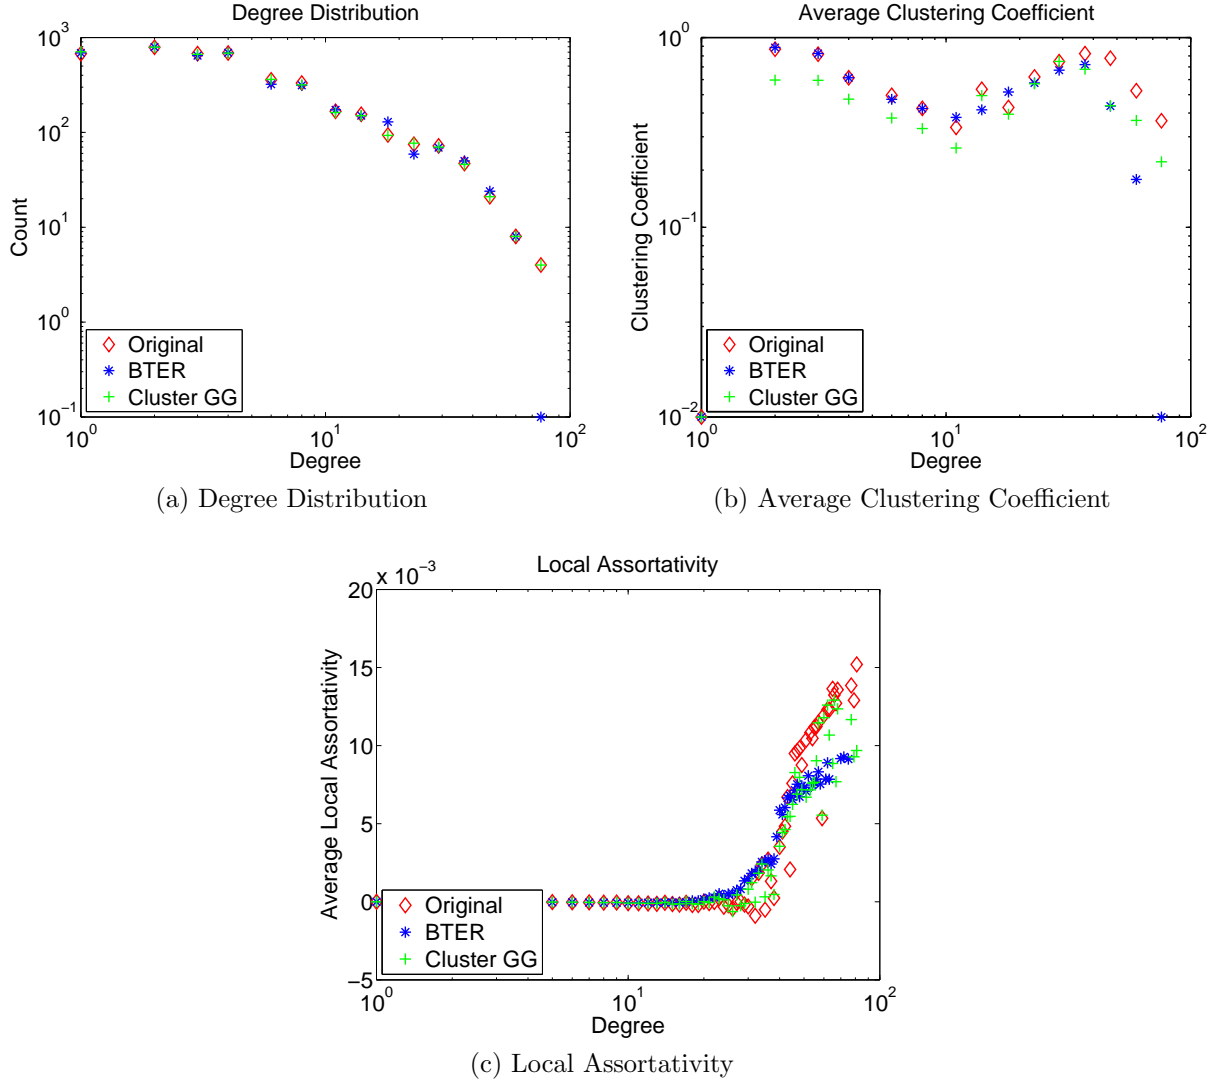 Degree Distribution
10^3
10^2
10^1
10^0
10^-1
Count
Original
BTER
Cluster GG
10^0
10^1
10^2
Degree
(a) Degree Distribution
Average Clustering Coefficient
10^0
10^-1
10^-2
Clustering Coefficient
Original
BTER
Cluster GG
10^0
10^1
10^2
Degree
(b) Average Clustering Coefficient
Local Assortativity
x 10^-3
20
15
10
5
0
−5
Average Local Assortativity
Original
BTER
Cluster GG
10^0
10^1
10^2
Degree
(c) Local Assortativity